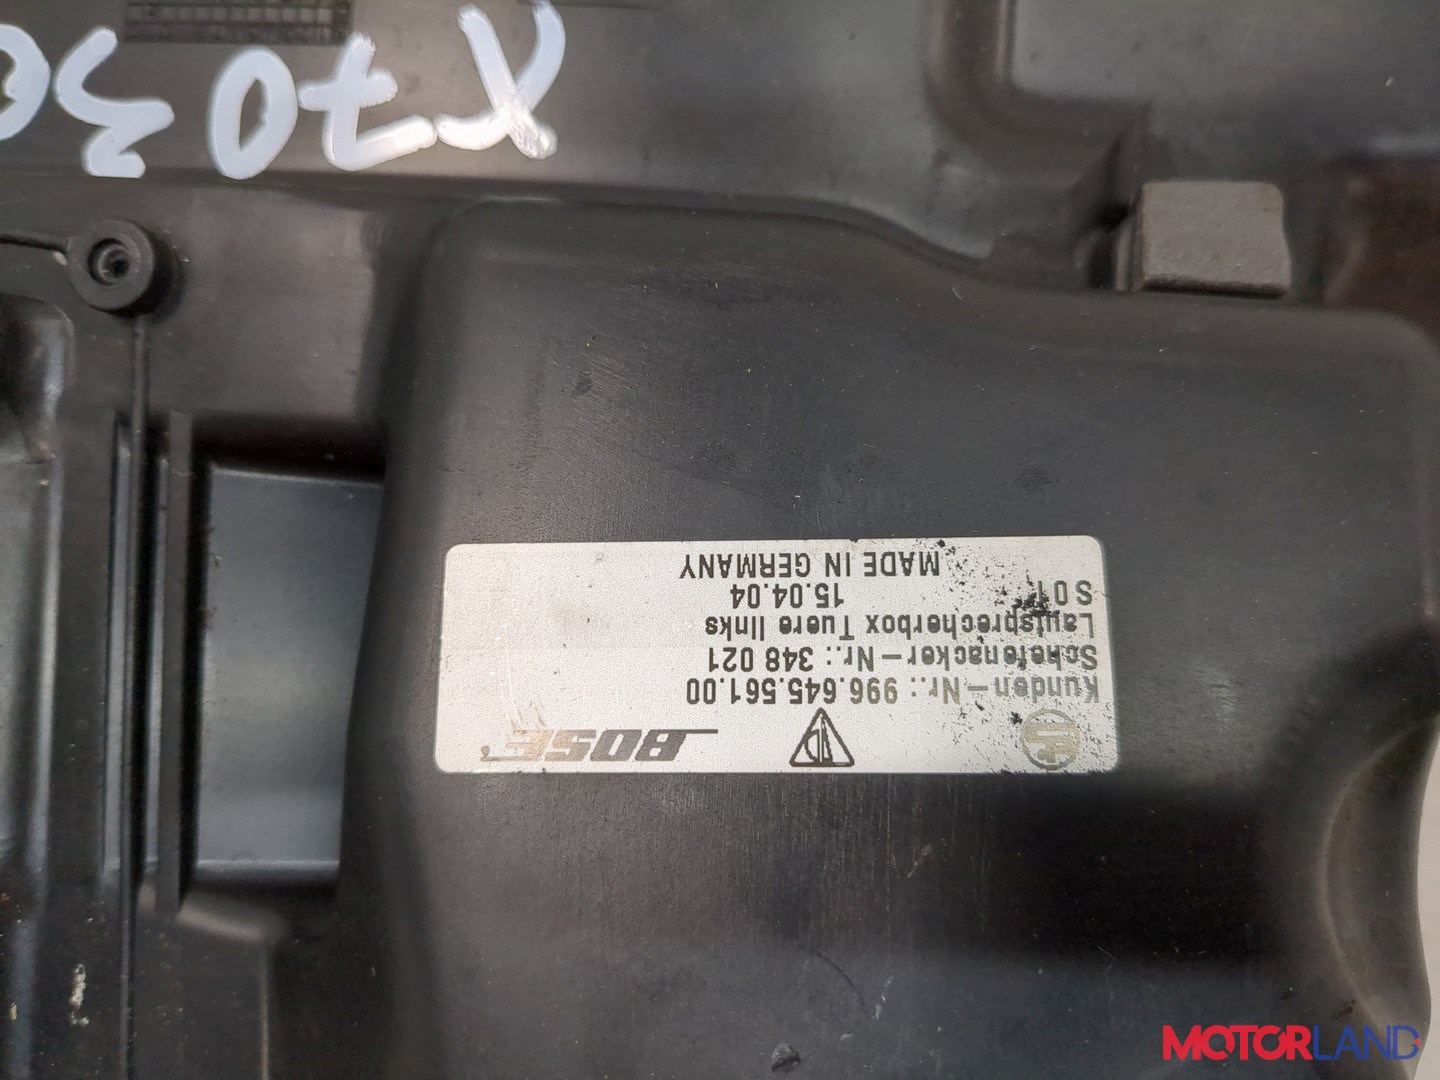 BOSE
Kunden-Nr.: 996.645.561.00
Schefenacker-Nr.: 348 021
Lautsprecherbox Tuere links
S01 15.04.04
MADE IN GERMANY
MOTORLAND